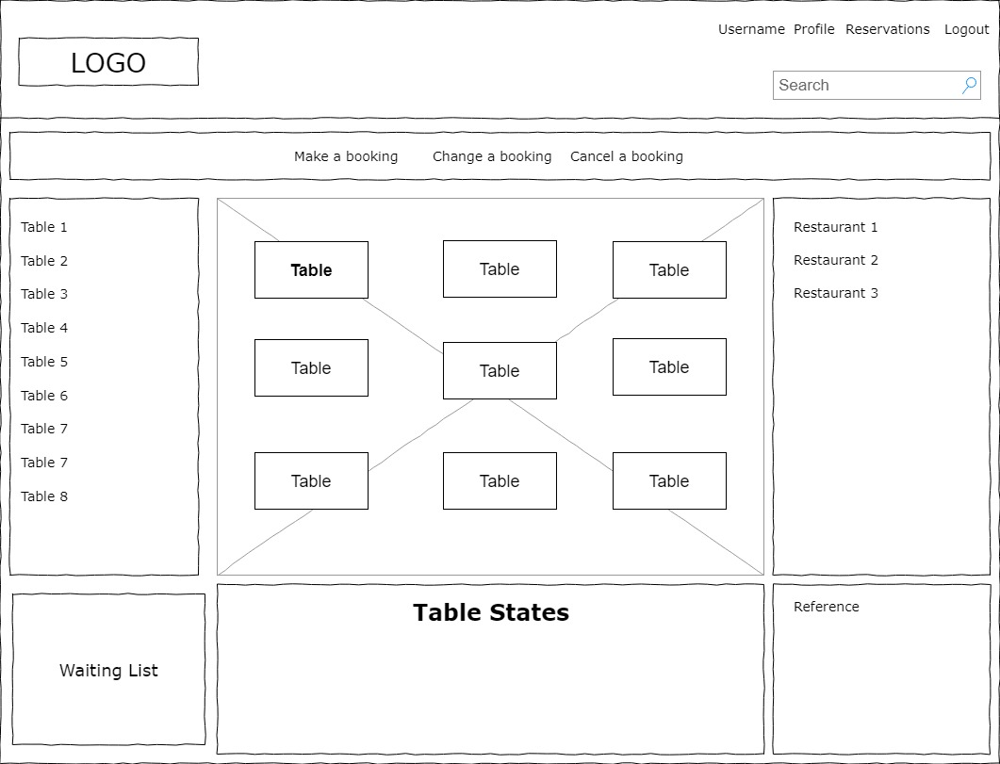 Username Profile Reservations Logout
LOGO
Search
Make a booking Change a booking Cancel a booking
Table 1
Table 2
Table 3
Table 4
Table 5
Table 6
Table 7
Table 7
Table 8
Table Table Table
Table Table Table
Table Table Table
Restaurant 1
Restaurant 2
Restaurant 3
Waiting List
Table States
Reference